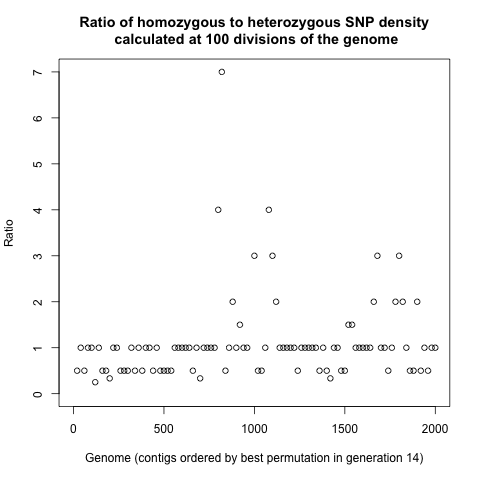 Ratio of homozygous to heterozygous SNP density
calculated at 100 divisions of the genome
7
6
5
4
3
2
1
0
Ratio
0 500 1000 1500 2000
Genome (contigs ordered by best permutation in generation 14)